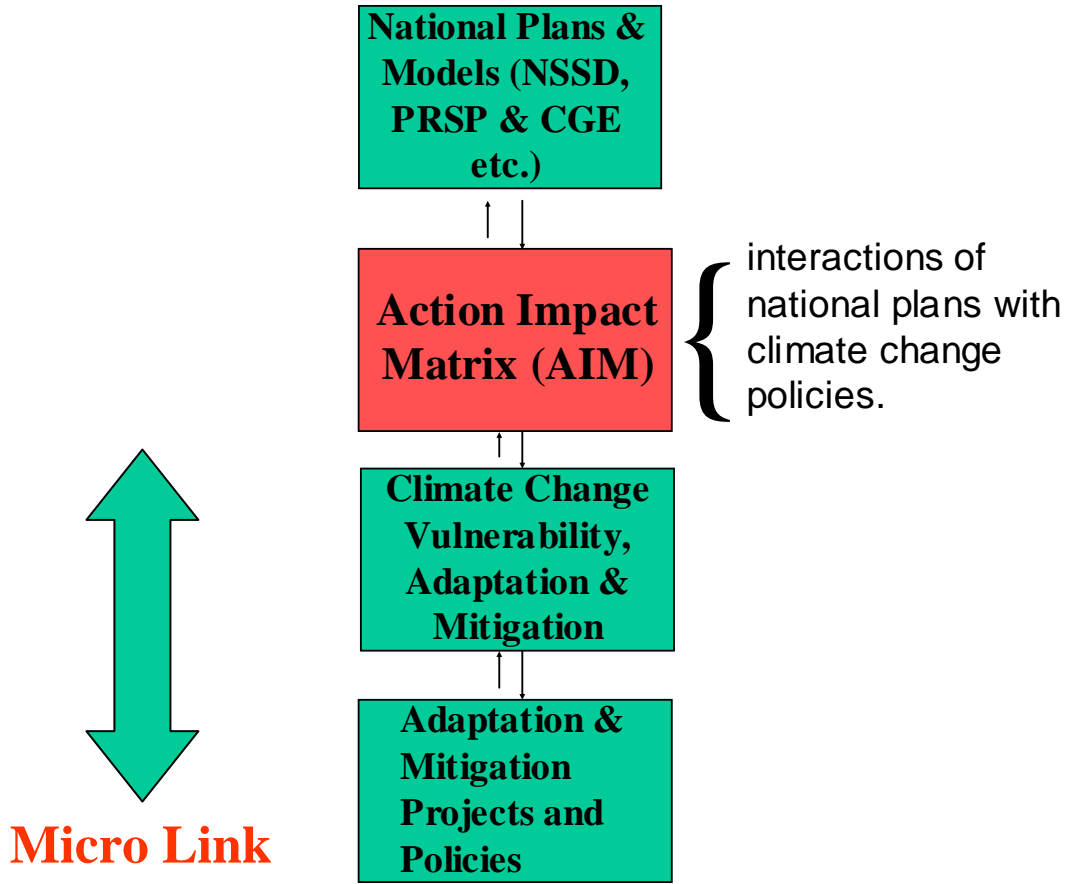 National Plans &
Models (NSSD,
PRSP & CGE
etc.)
Action Impact
Matrix (AIM)
interactions of
national plans with
climate change
policies.
Climate Change
Vulnerability,
Adaptation &
Mitigation
Adaptation &
Mitigation
Projects and
Policies
Micro Link